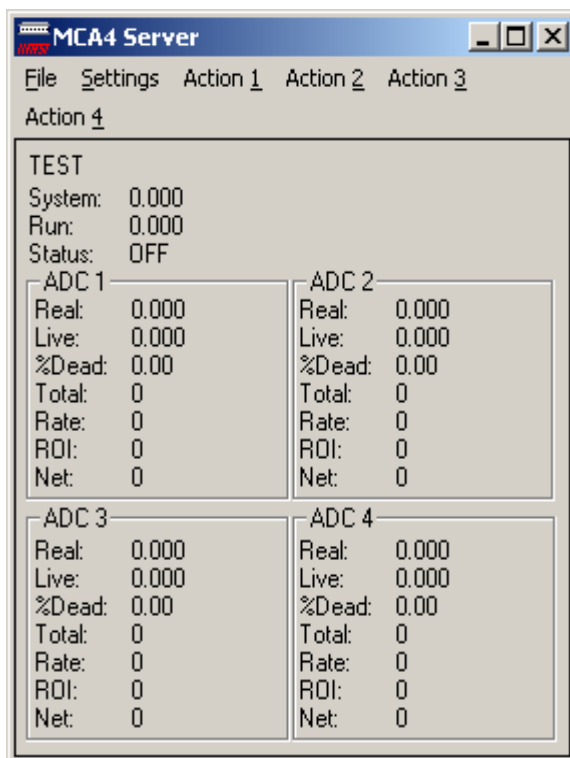 MCA4 Server
File Settings Action 1 Action 2 Action 3
Action 4
TEST
System: 0.000
Run: 0.000
Status: OFF
ADC 1
Real: 0.000
Live: 0.000
%Dead: 0.00
Total: 0
Rate: 0
ROI: 0
Net: 0
ADC 2
Real: 0.000
Live: 0.000
%Dead: 0.00
Total: 0
Rate: 0
ROI: 0
Net: 0
ADC 3
Real: 0.000
Live: 0.000
%Dead: 0.00
Total: 0
Rate: 0
ROI: 0
Net: 0
ADC 4
Real: 0.000
Live: 0.000
%Dead: 0.00
Total: 0
Rate: 0
ROI: 0
Net: 0